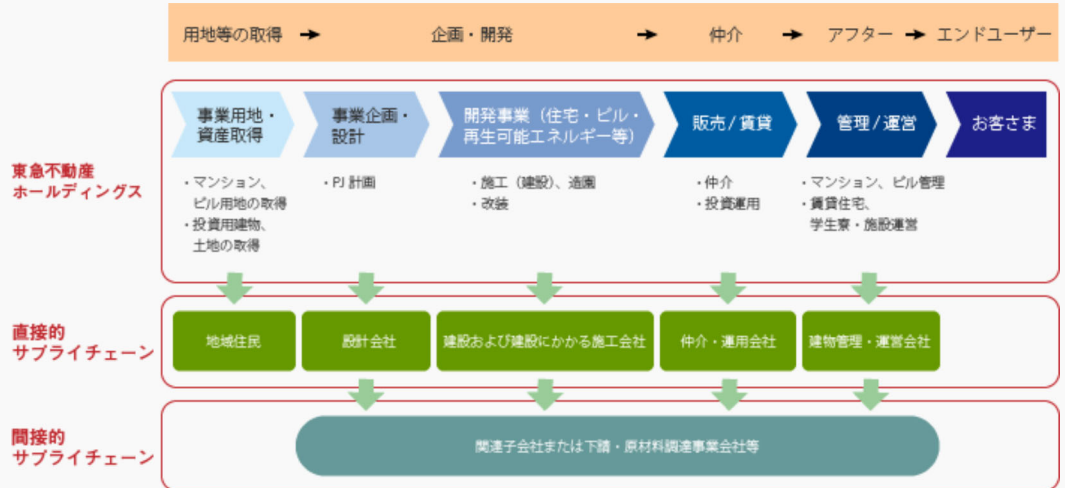 用地等の取得 → 企画・開発 → 仲介 → アフター → エンドユーザー
東急不動産
ホールディングス
事業用地・
資産取得
事業企画・
設計
開発事業（住宅・ビル・
再生可能エネルギー等）
販売/賃貸
管理/運営
お客さま
・マンション、
ビル用地の取得
・投資用建物、
土地の取得
・PJ 計画
・施工（建設）、造園
・改装
・仲介
・投資運用
・マンション、ビル管理
・賃貸住宅、
学生寮・施設運営
直接的
サプライチェーン
地域住民
設計会社
建設および建設にかかる施工会社
仲介・運用会社
建物管理・運営会社
間接的
サプライチェーン
関連子会社または下請・原材料調達事業会社等